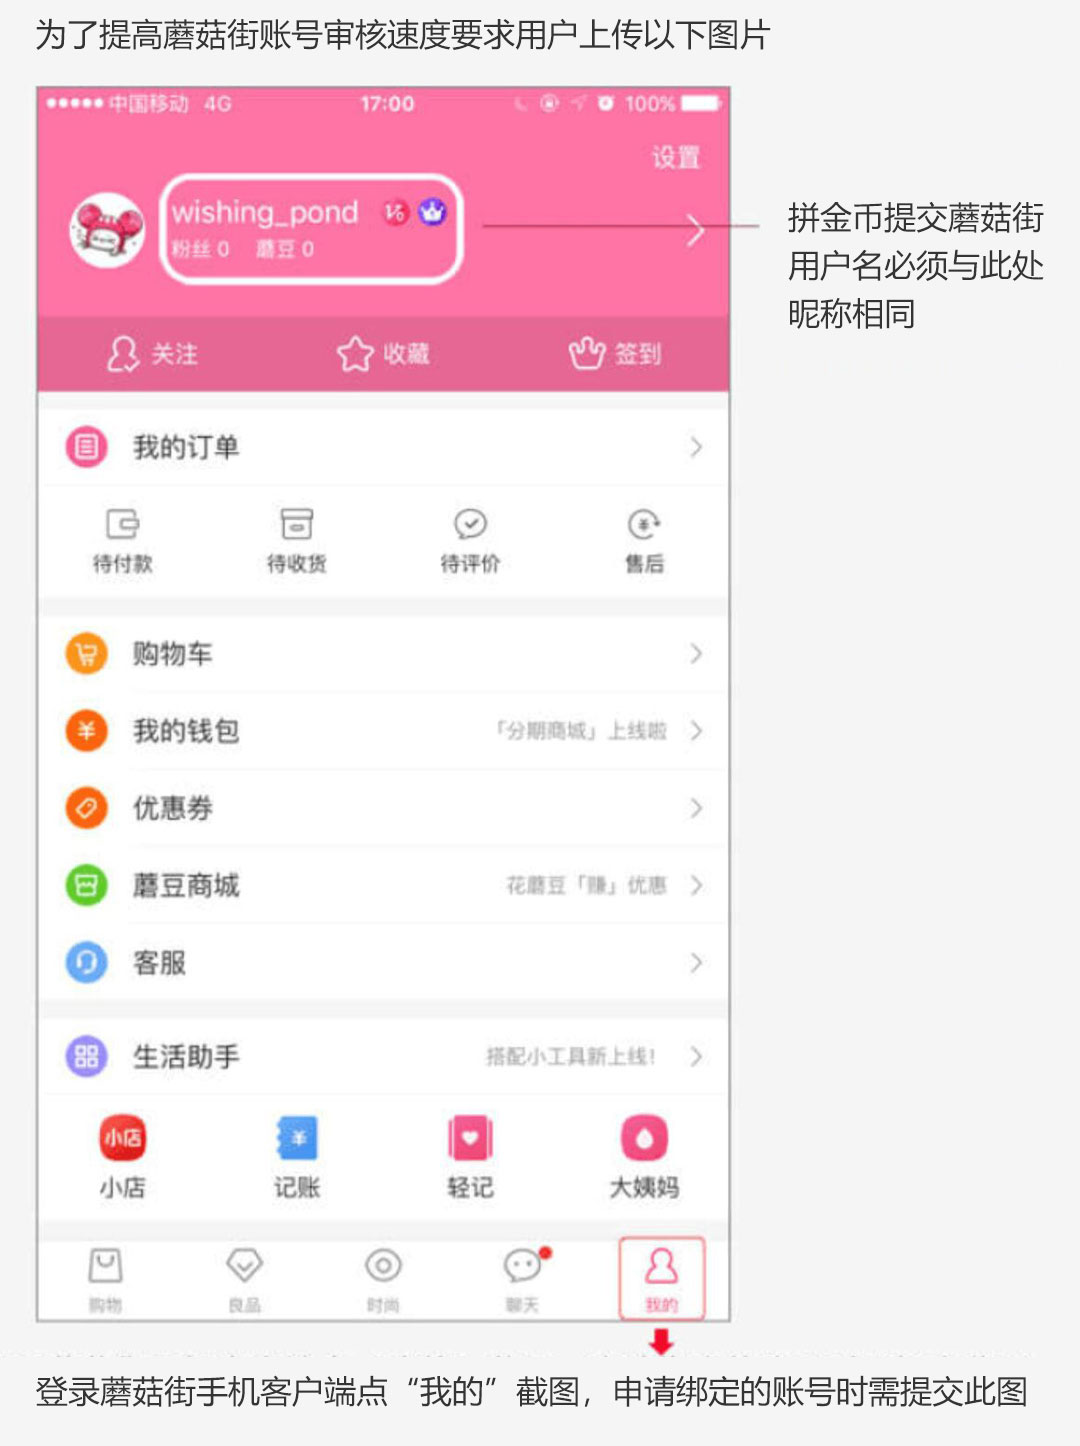 为了提高蘑菇街账号审核速度要求用户上传以下图片
中国移动 4G 17:00 100%
设置
wishing_pond V0
粉丝 0 蘑豆 0
拼金币提交蘑菇街
用户名必须与此处
昵称相同
关注 收藏 签到
我的订单
待付款 待收货 待评价 售后
购物车
我的钱包 「分期商城」上线啦
优惠券
蘑豆商城 花蘑豆「赚」优惠
客服
生活助手 搭配小工具新上线!
小店
小店 记账 轻记 大姨妈
购物 良品 时尚 聊天 我的
登录蘑菇街手机客户端点“我的”截图，申请绑定的账号时需提交此图